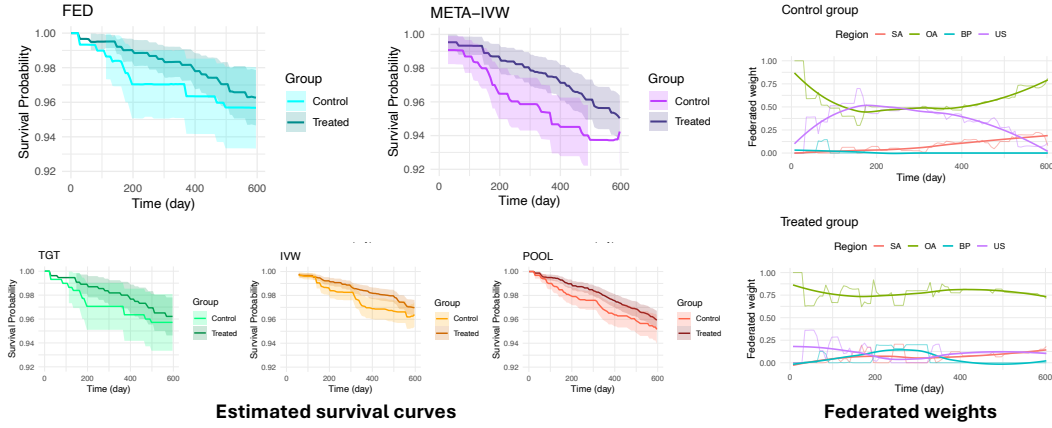 FED
1.00
0.98
0.96
0.94
0.92
Survival Probability
0 200 400 600
Time (day)
Group
Control
Treated
META−IVW
1.00
0.98
0.96
0.94
0.92
Survival Probability
0 200 400 600
Time (day)
Group
Control
Treated
Control group
Region SA OA BP US
1.00
0.75
0.50
0.25
0.00
Federated weight
0 200 400 600
Time (day)
TGT
1.00
0.98
0.96
0.94
0.92
Survival Probability
0 200 400 600
Time (day)
Group
Control
Treated
IVW
1.00
0.98
0.96
0.94
0.92
Survival Probability
0 200 400 600
Time (day)
Group
Control
Treated
POOL
1.00
0.98
0.96
0.94
0.92
Survival Probability
0 200 400 600
Time (day)
Group
Control
Treated
Treated group
Region SA OA BP US
1.00
0.75
0.50
0.25
0.00
Federated weight
0 200 400 600
Time (day)
Estimated survival curves
Federated weights